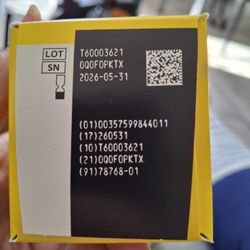 LOT T60003621
SN 0Q0F0PKTX
2026-05-31
(01)00357599844011
(17)260531
(10)T60003621
(21)0Q0F0PKTX
(91)78768-01